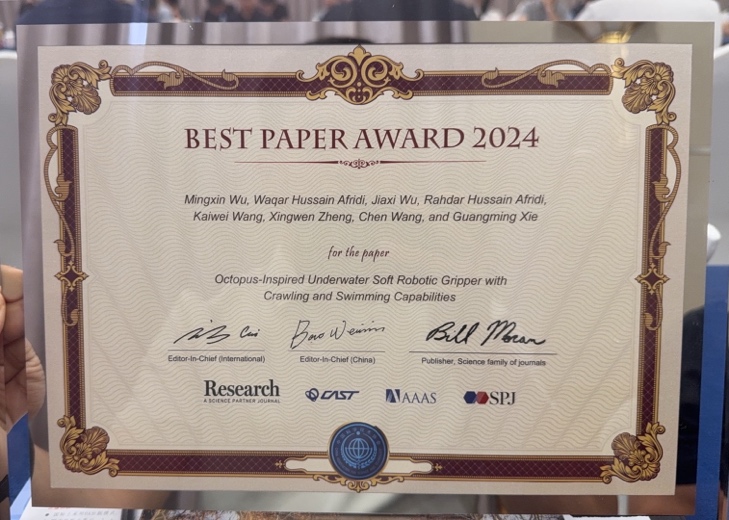 BEST PAPER AWARD 2024
Mingxin Wu, Waqar Hussain Afridi, Jiaxi Wu, Rahdar Hussain Afridi,
Kaiwei Wang, Xingwen Zheng, Chen Wang, and Guangming Xie
for the paper
Octopus-Inspired Underwater Soft Robotic Gripper with
Crawling and Swimming Capabilities
Bill Moran
Editor-In-Chief (International)
Editor-In-Chief (China)
Publisher, Science family of journals
Research
A SCIENCE PARTNER JOURNAL
CAST
AAAS
SPJ